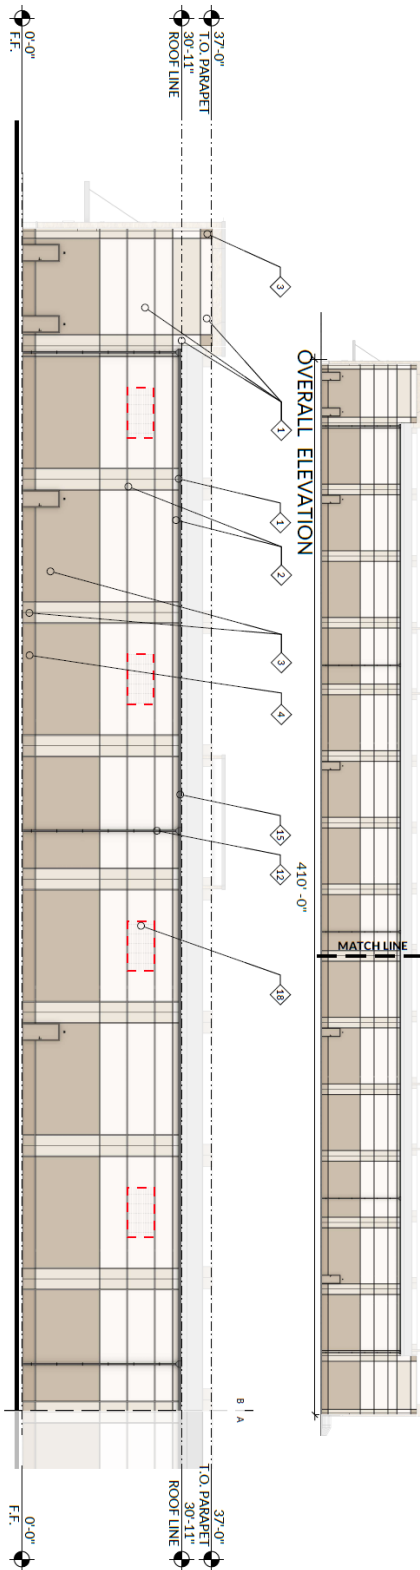 MATCH LINE
410'-0"
OVERALL ELEVATION
3
1
1
2
3
4
15
12
18
B A
37'-0"
T.O. PARAPET
30'-11"
ROOF LINE
0'-0"
F.F.
37'-0"
T.O. PARAPET
30'-11"
ROOF LINE
0'-0"
F.F.